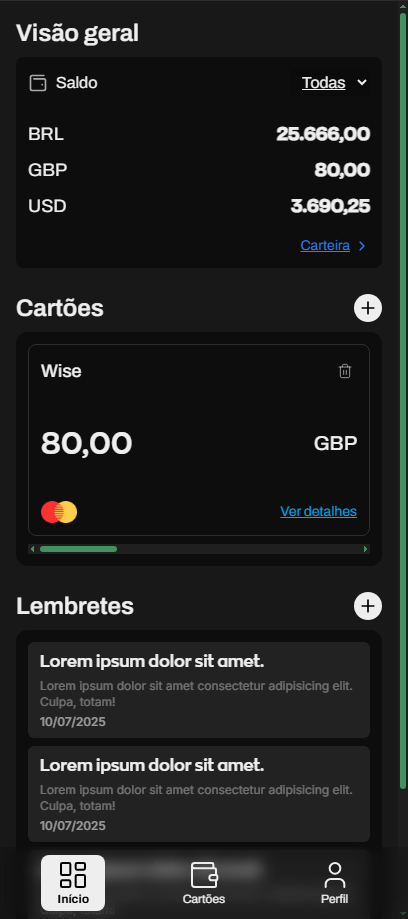 Visão geral
Saldo
Todas
BRL 25.666,00
GBP 80,00
USD 3.690,25
Carteira
Cartões
Wise
80,00 GBP
Ver detalhes
Lembretes
Lorem ipsum dolor sit amet.
Lorem ipsum dolor sit amet consectetur adipisicing elit.
Culpa, totam!
10/07/2025
Lorem ipsum dolor sit amet.
Lorem ipsum dolor sit amet consectetur adipisicing elit.
Culpa, totam!
10/07/2025
Início Cartões Perfil